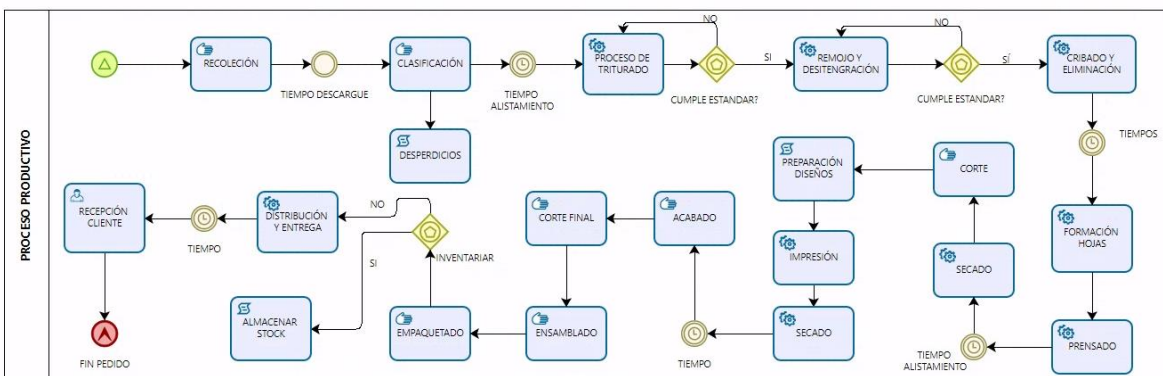 PROCESO PRODUCTIVO
RECOLECIÓN
TIEMPO DESCARGUE
CLASIFICACIÓN
DESPERDICIOS
TIEMPO
ALISTAMIENTO
PROCESO DE
TRITURADO
NO
CUMPLE ESTANDAR?
SI
REMOJO Y
DESITENGRACIÓN
NO
CUMPLE ESTANDAR?
SÍ
CRIBADO Y
ELIMINACIÓN
TIEMPOS
FORMACIÓN
HOJAS
PRENSADO
TIEMPO
ALISTAMIENTO
SECADO
CORTE
PREPARACIÓN
DISEÑOS
IMPRESIÓN
SECADO
TIEMPO
ACABADO
CORTE FINAL
ENSAMBLADO
EMPAQUETADO
INVENTARIAR
NO
SI
ALMACENAR
STOCK
DISTRIBUCIÓN
Y ENTREGA
TIEMPO
RECEPCIÓN
CLIENTE
FIN PEDIDO